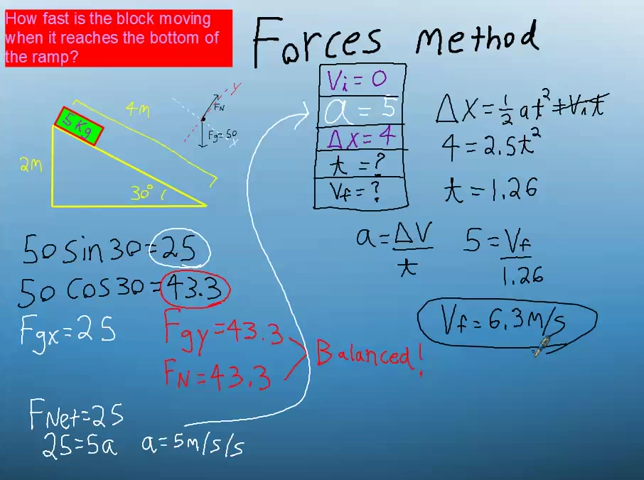 How fast is the block moving
when it reaches the bottom of
the ramp?
Forces method
5 Kg
4m
2m
30°
y
FN
Fg=50
x
50 sin 30=25
50 cos 30=43.3
Fgx=25
Fgy=43.3
FN=43.3
Balanced!
FNet=25
25=5a a=5m/s/s
Vi=0
a=5
Δx=4
t=?
Vf=?
Δx=½at²+Vit
4=2.5t²
t=1.26
a=ΔV/t 5=Vf/1.26
Vf=6.3m/s